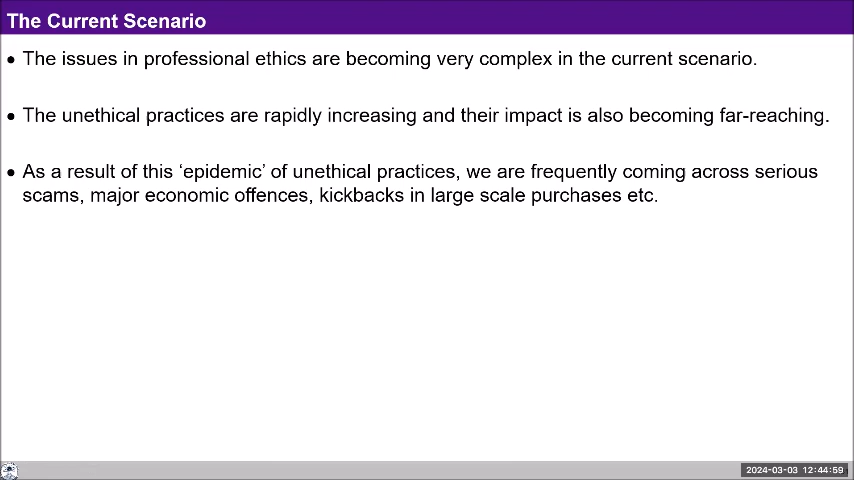 The Current Scenario
● The issues in professional ethics are becoming very complex in the current scenario.
● The unethical practices are rapidly increasing and their impact is also becoming far-reaching.
● As a result of this ‘epidemic’ of unethical practices, we are frequently coming across serious
scams, major economic offences, kickbacks in large scale purchases etc.
2024-03-03 12:44:59